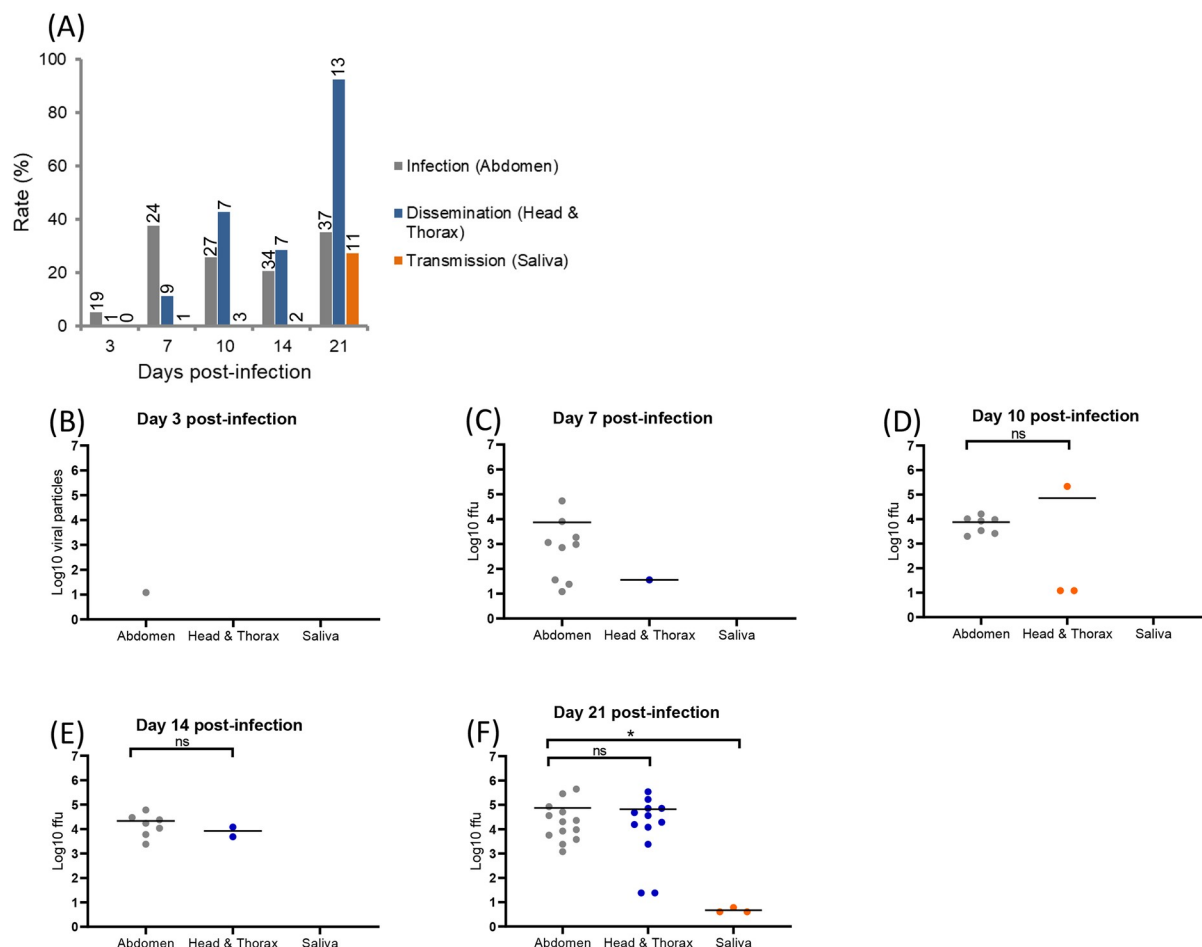 (A)
100
80
60
40
20
0
Rate (%)
19
1
0
24
9
1
27
7
3
34
7
2
37
13
11
3 7 10 14 21
Days post-infection
Infection (Abdomen)
Dissemination (Head &
Thorax)
Transmission (Saliva)
(B)
Day 3 post-infection
7
6
5
4
3
2
1
0
Log10 viral particles
Abdomen Head & Thorax Saliva
(C)
Day 7 post-infection
7
6
5
4
3
2
1
0
Log10 ffu
Abdomen Head & Thorax Saliva
(D)
Day 10 post-infection
ns
7
6
5
4
3
2
1
0
Log10 ffu
Abdomen Head & Thorax Saliva
(E)
Day 14 post-infection
ns
7
6
5
4
3
2
1
0
Log10 ffu
Abdomen Head & Thorax Saliva
(F)
Day 21 post-infection
*
ns
7
6
5
4
3
2
1
0
Log10 ffu
Abdomen Head & Thorax Saliva